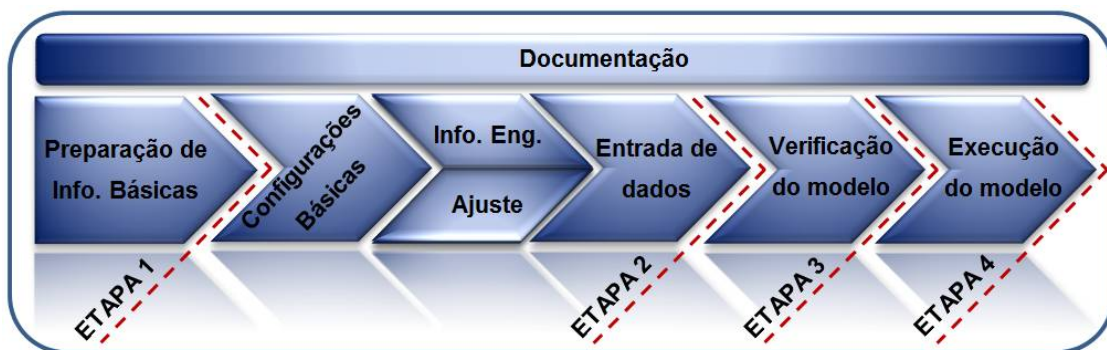 Documentação
Preparação de
Info. Básicas
Configurações
Básicas
Info. Eng.
Ajuste
Entrada de
dados
Verificação
do modelo
Execução
do modelo
ETAPA 1
ETAPA 2
ETAPA 3
ETAPA 4